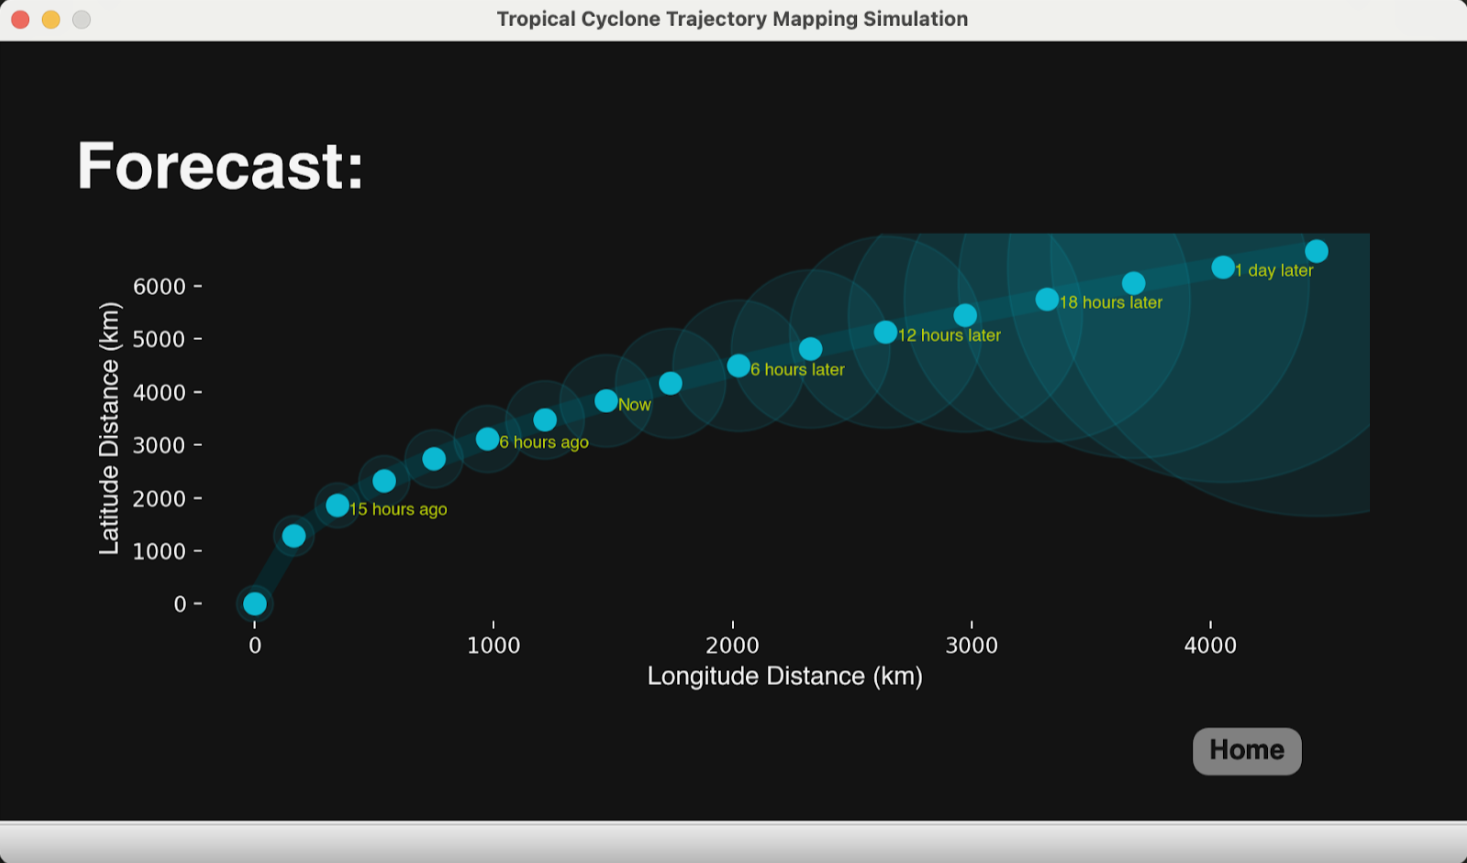 Tropical Cyclone Trajectory Mapping Simulation
Forecast:
Latitude Distance (km)
6000
5000
4000
3000
2000
1000
0
1 day later
18 hours later
12 hours later
6 hours later
Now
6 hours ago
15 hours ago
0 1000 2000 3000 4000
Longitude Distance (km)
Home